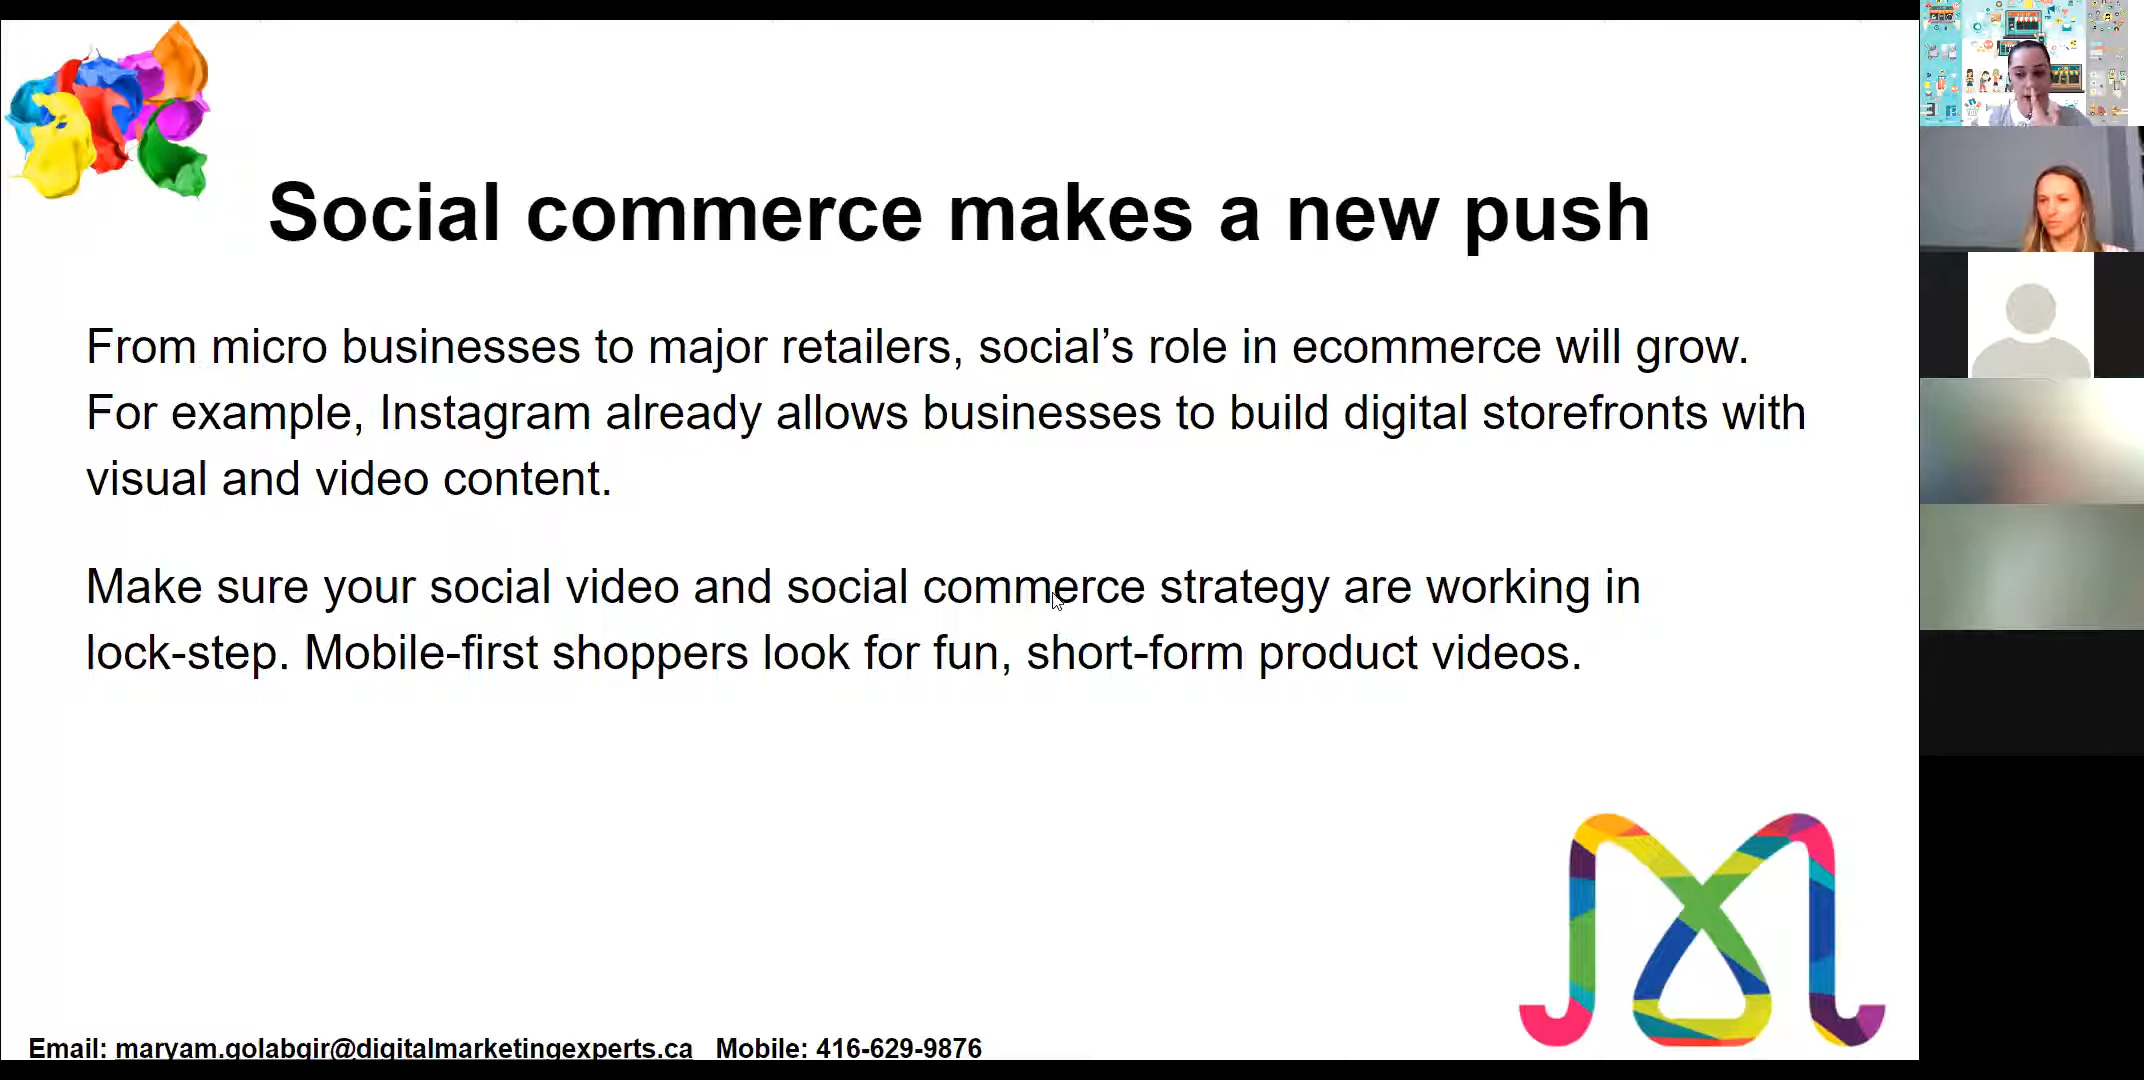 Social commerce makes a new push
From micro businesses to major retailers, social’s role in ecommerce will grow.
For example, Instagram already allows businesses to build digital storefronts with
visual and video content.
Make sure your social video and social commerce strategy are working in
lock-step. Mobile-first shoppers look for fun, short-form product videos.
Email: maryam.golabgir@digitalmarketingexperts.ca Mobile: 416-629-9876